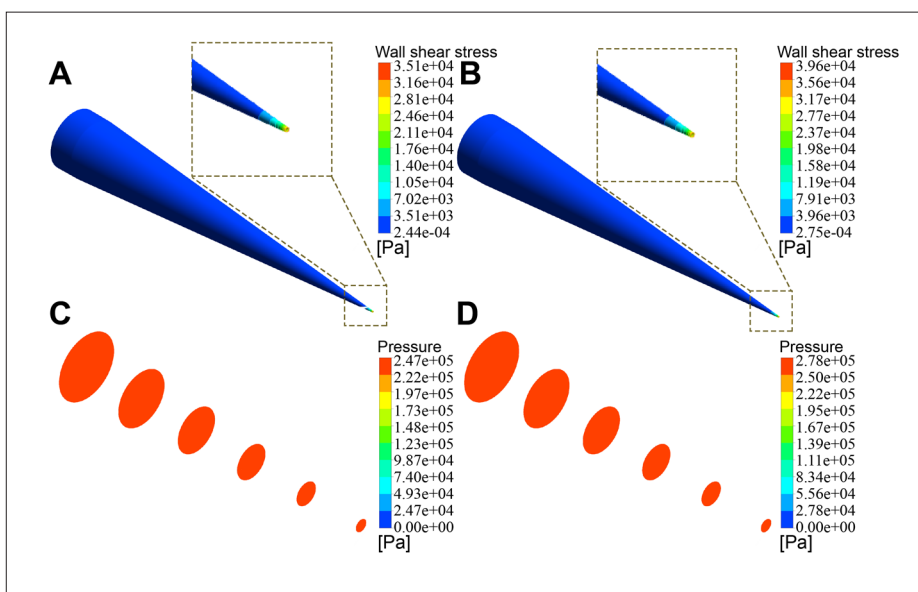 A
Wall shear stress
3.51e+04
3.16e+04
2.81e+04
2.46e+04
2.11e+04
1.76e+04
1.40e+04
1.05e+04
7.02e+03
3.51e+03
2.44e-04
[Pa]
B
Wall shear stress
3.96e+04
3.56e+04
3.17e+04
2.77e+04
2.37e+04
1.98e+04
1.58e+04
1.19e+04
7.91e+03
3.96e+03
2.75e-04
[Pa]
C
Pressure
2.47e+05
2.22e+05
1.97e+05
1.73e+05
1.48e+05
1.23e+05
9.87e+04
7.40e+04
4.93e+04
2.47e+04
0.00e+00
[Pa]
D
Pressure
2.78e+05
2.50e+05
2.22e+05
1.95e+05
1.67e+05
1.39e+05
1.11e+05
8.34e+04
5.56e+04
2.78e+04
0.00e+00
[Pa]